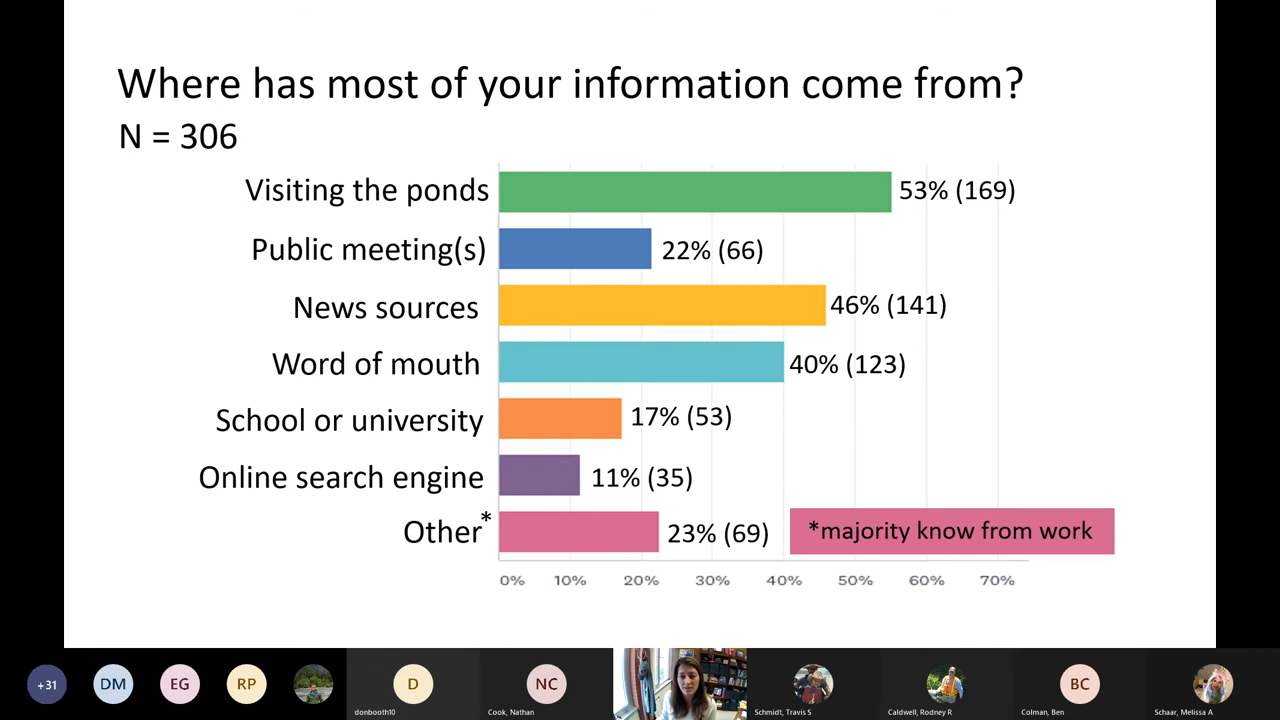 Where has most of your information come from?
N = 306
Visiting the ponds 53% (169)
Public meeting(s) 22% (66)
News sources 46% (141)
Word of mouth 40% (123)
School or university 17% (53)
Online search engine 11% (35)
Other* 23% (69) *majority know from work
0% 10% 20% 30% 40% 50% 60% 70%
+31 DM EG RP D NC BC
donbooth10 Cook, Nathan Schmidt, Travis S Caldwell, Rodney R Colman, Ben Schaar, Melissa A